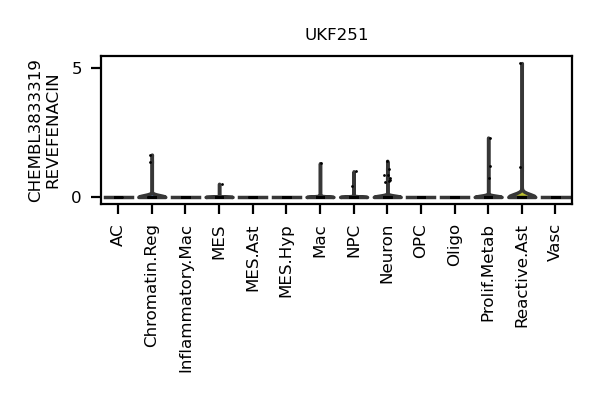 UKF251
CHEMBL3833319
REVEFENACIN
5
0
AC
Chromatin.Reg
Inflammatory.Mac
MES
MES.Ast
MES.Hyp
Mac
NPC
Neuron
OPC
Oligo
Prolif.Metab
Reactive.Ast
Vasc